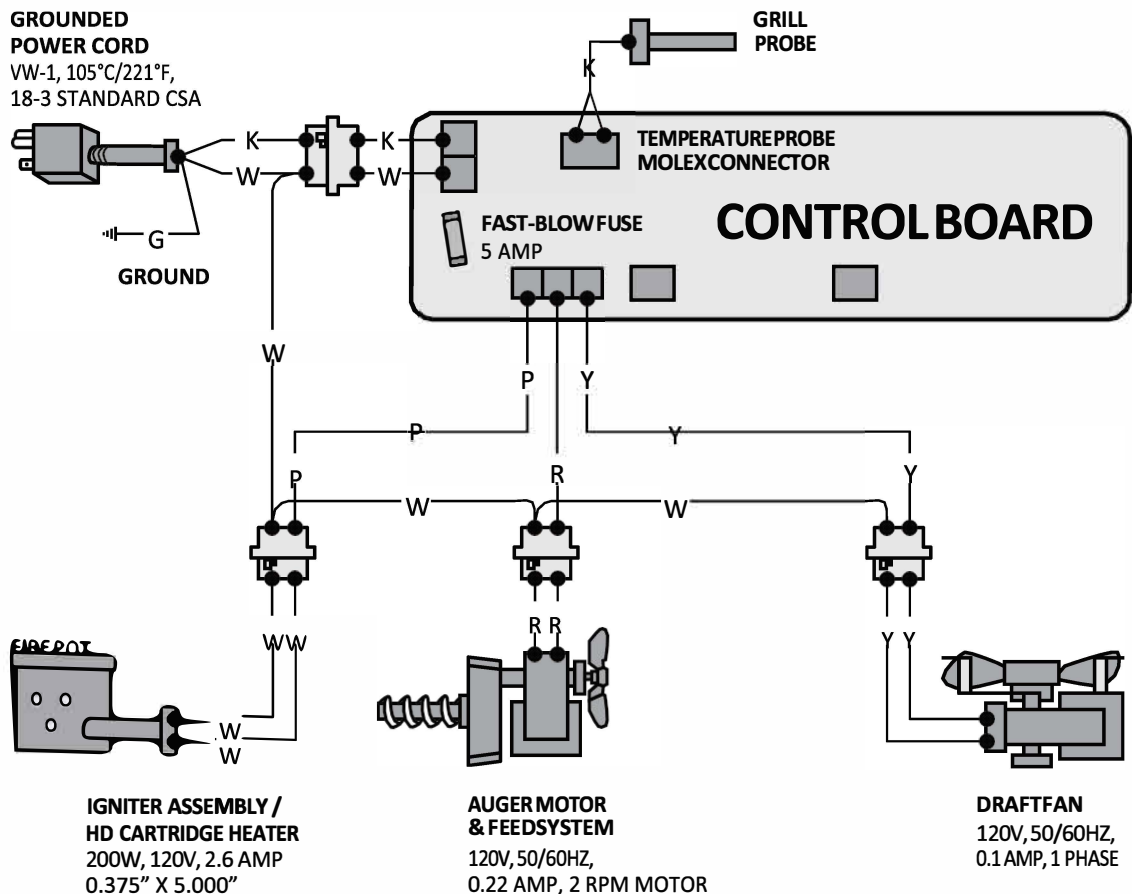 GROUNDED
POWER CORD
VW-1, 105°C/221°F,
18-3 STANDARD CSA
GRILL
PROBE
K
TEMPERATUREPROBE
MOLEXCONNECTOR
CONTROLBOARD
K
K
W
W
G
GROUND
FAST-BLOWFUSE
5 AMP
W
P
Y
P
Y
P
R
Y
W
W
R R
W W
Y Y
FIREPOT
W
W
IGNITER ASSEMBLY /
HD CARTRIDGE HEATER
200W, 120V, 2.6 AMP
0.375” X 5.000”
AUGERMOTOR
& FEEDSYSTEM
120V, 50/60HZ,
0.22 AMP, 2 RPM MOTOR
DRAFTFAN
120V, 50/60HZ,
0.1 AMP, 1 PHASE